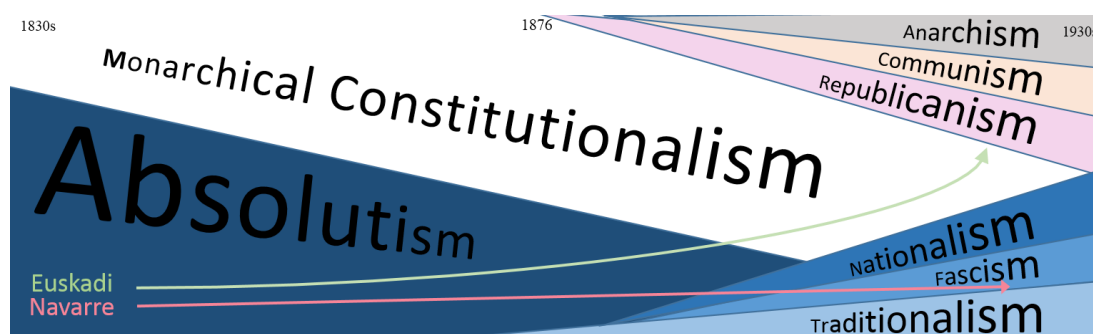 1830s
1876
1930s
Anarchism
Communism
Republicanism
Monarchical Constitutionalism
Absolutism
Nationalism
Fascism
Traditionalism
Euskadi
Navarre